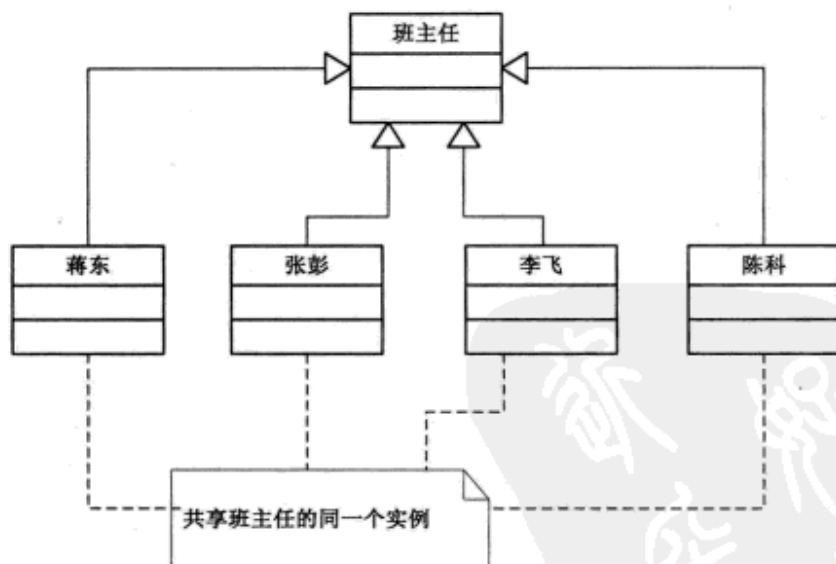 班主任
蒋东
张彭
李飞
陈科
共享班主任的同一个实例